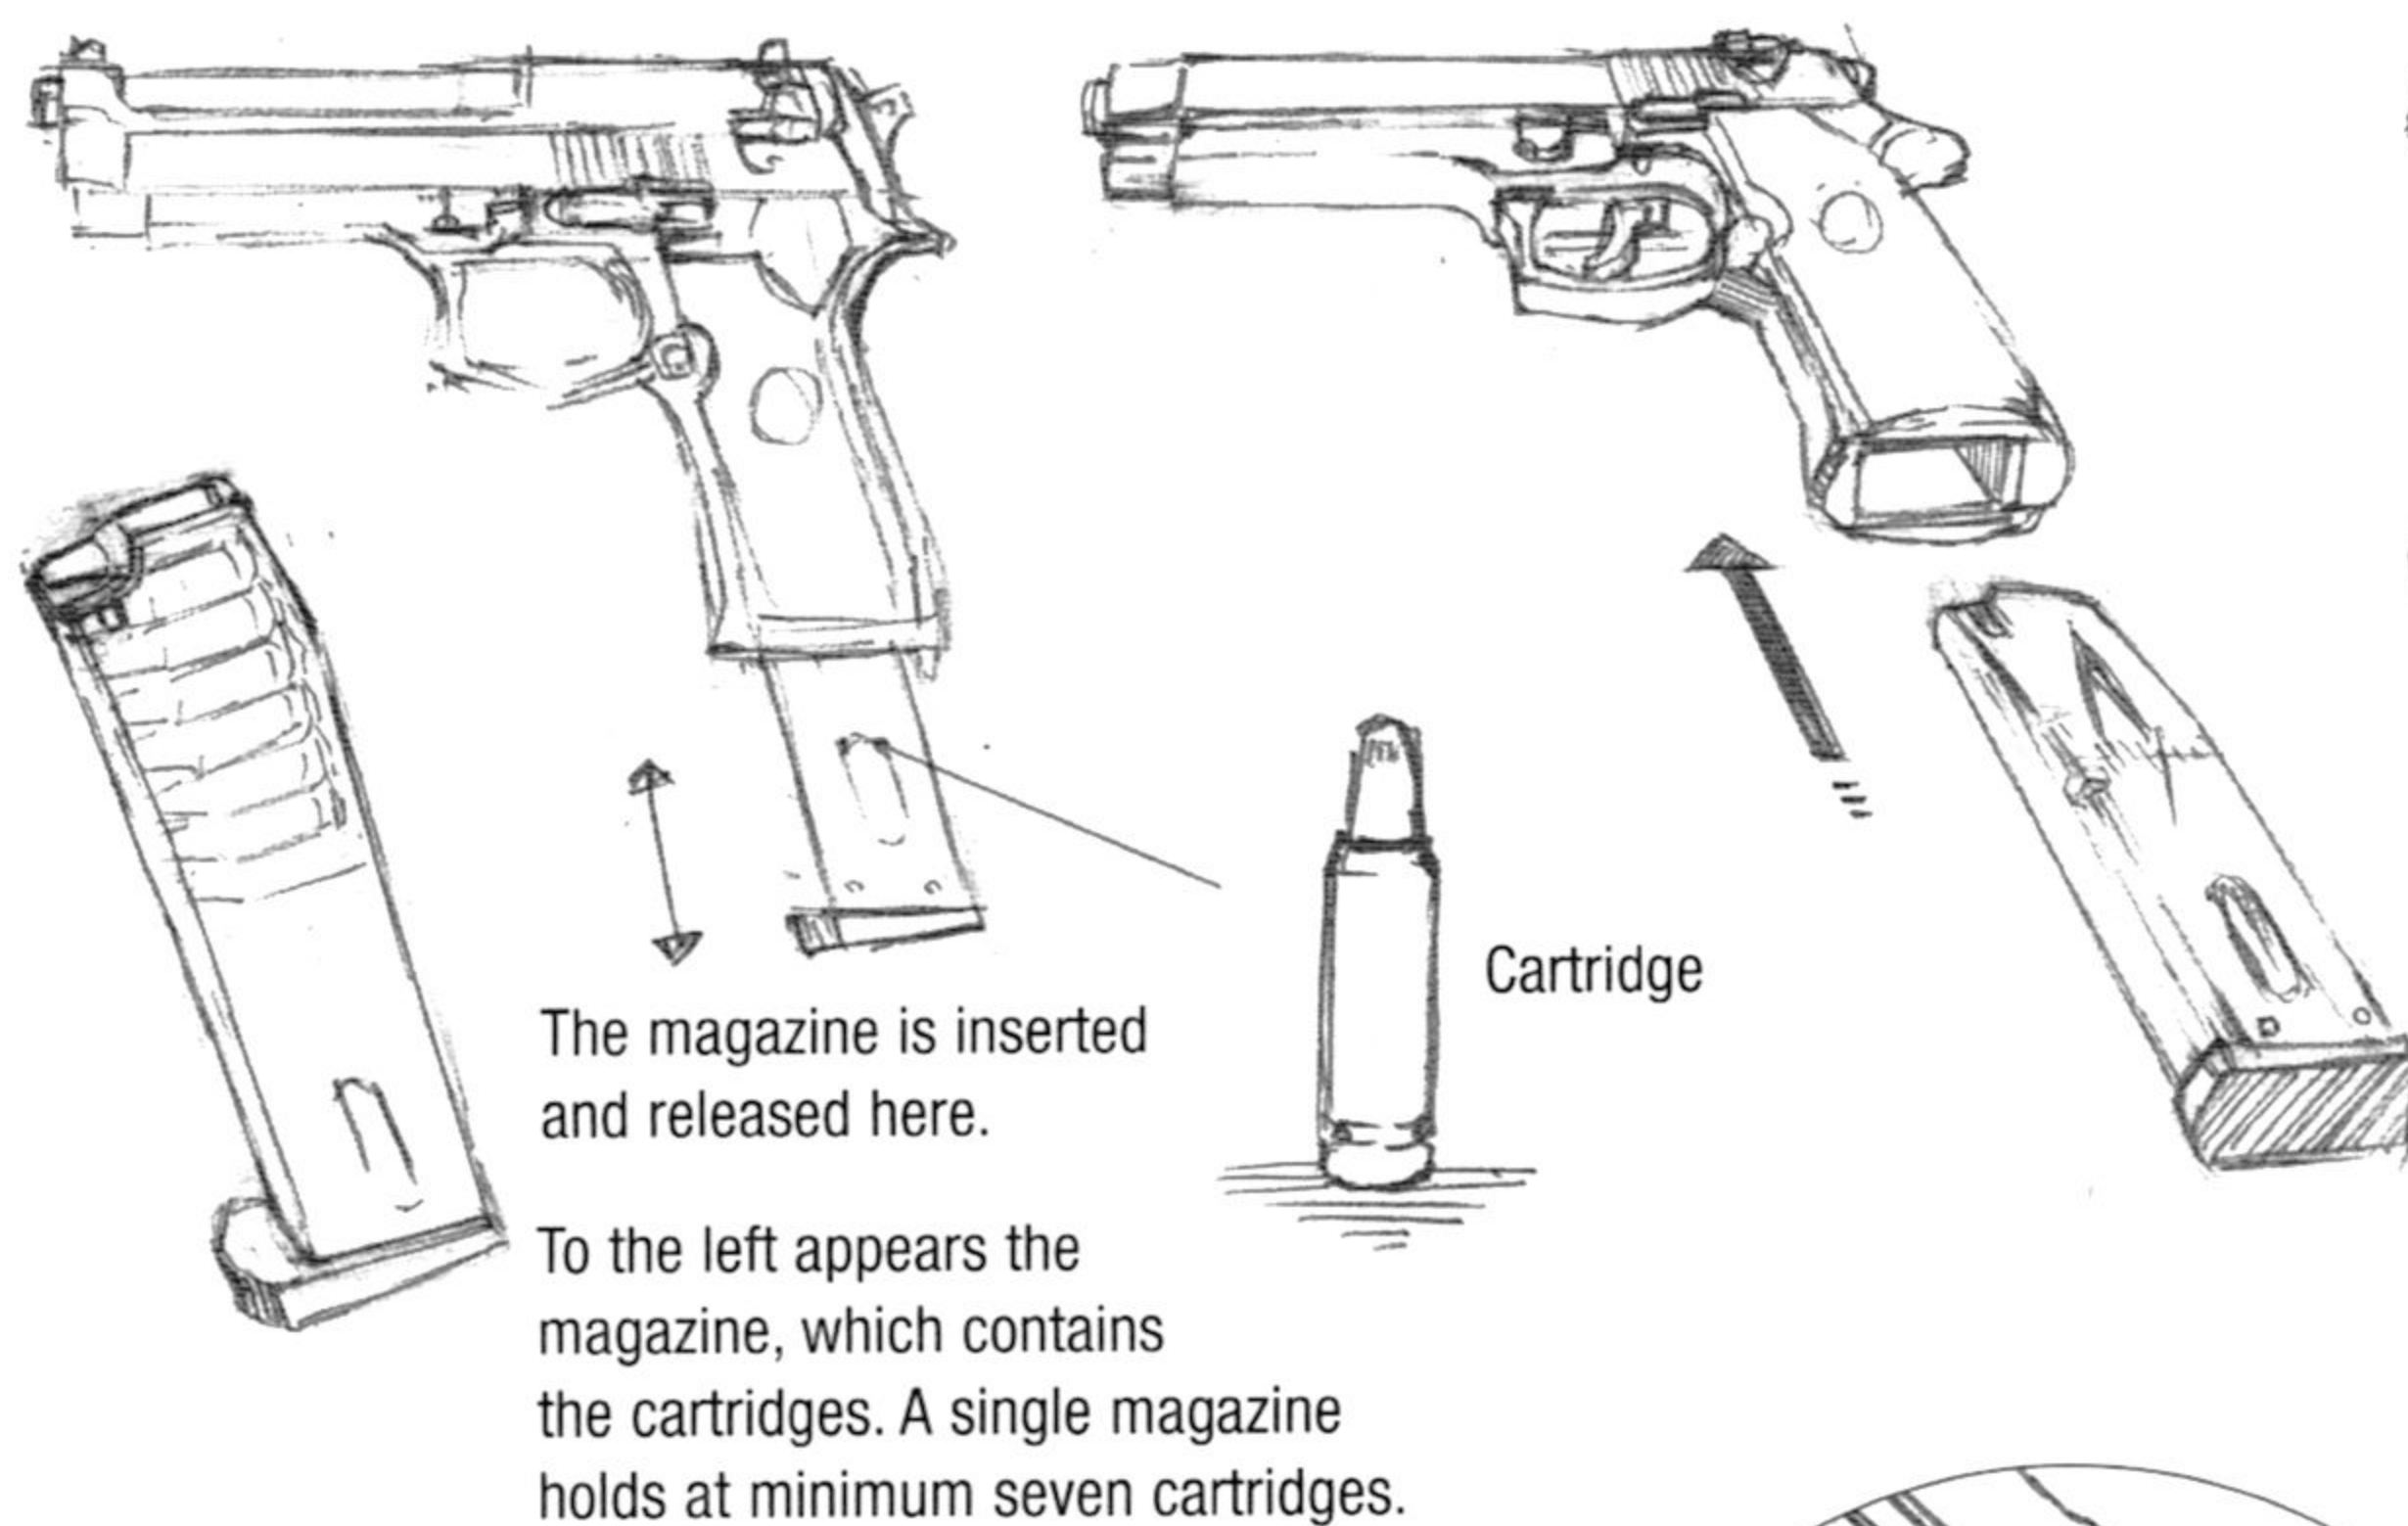 The magazine is inserted
and released here.
Cartridge
To the left appears the
magazine, which contains
the cartridges. A single magazine
holds at minimum seven cartridges.